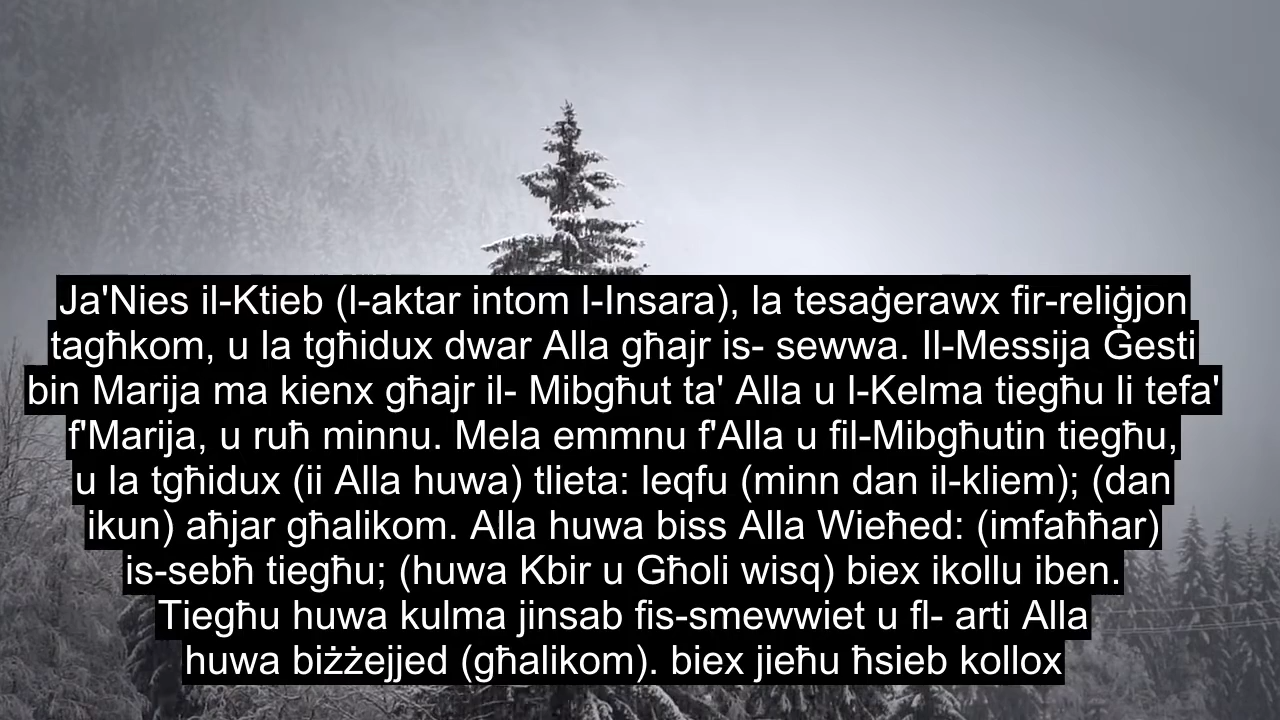 Ja'Nies il-Ktieb (l-aktar intom l-Insara), la tesaġerawx fir-reliġjon
tagħkom, u la tgħidux dwar Alla għajr is- sewwa. Il-Messija Ġesti
bin Marija ma kienx għajr il- Mibgħut ta' Alla u l-Kelma tiegħu li tefa'
f'Marija, u ruħ minnu. Mela emmnu f'Alla u fil-Mibgħutin tiegħu,
u la tgħidux (ii Alla huwa) tlieta: leqfu (minn dan il-kliem); (dan
ikun) aħjar għalikom. Alla huwa biss Alla Wieħed: (imfaħħar)
is-sebħ tiegħu; (huwa Kbir u Għoli wisq) biex ikollu iben.
Tiegħu huwa kulma jinsab fis-smewwiet u fl- arti Alla
huwa biżżejjed (għalikom). biex jieħu ħsieb kollox